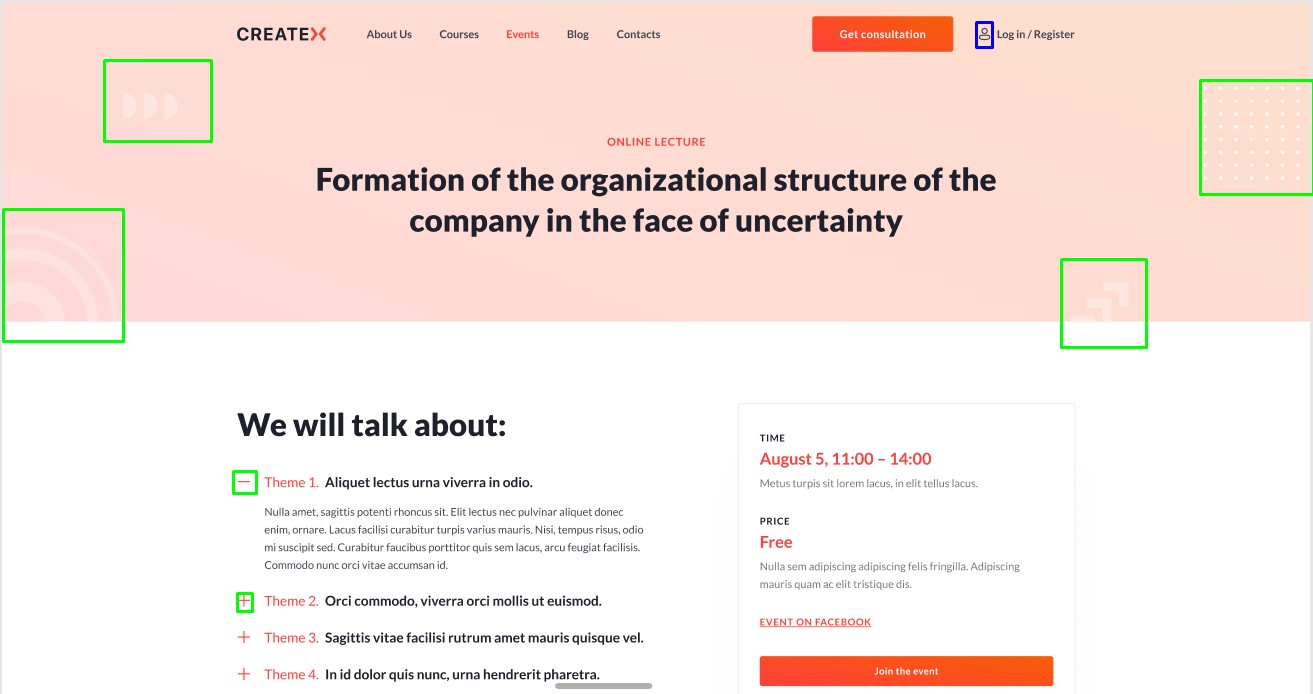 CREATEX
About Us
Courses
Events
Blog
Contacts
Get consultation
Log in / Register
ONLINE LECTURE
Formation of the organizational structure of the
company in the face of uncertainty
We will talk about:
Theme 1. Aliquet lectus urna viverra in odio.
Nulla amet, sagittis potenti rhoncus sit. Elit lectus nec pulvinar aliquet donec
enim, ornare. Lacus facilisi curabitur turpis varius mauris. Nisi, tempus risus, odio
mi suscipit sed. Curabitur faucibus porttitor quis sem lacus, arcu feugiat facilisis.
Commodo nunc orci vitae accumsan id.
Theme 2. Orci commodo, viverra orci mollis ut euismod.
Theme 3. Sagittis vitae facilisi rutrum amet mauris quisque vel.
Theme 4. In id dolor quis nunc, urna hendrerit pharetra.
TIME
August 5, 11:00 – 14:00
Metus turpis sit lorem lacus, in elit tellus lacus.
PRICE
Free
Nulla sem adipiscing adipiscing felis fringilla. Adipiscing
mauris quam ac elit tristique dis.
EVENT ON FACEBOOK
Join the event